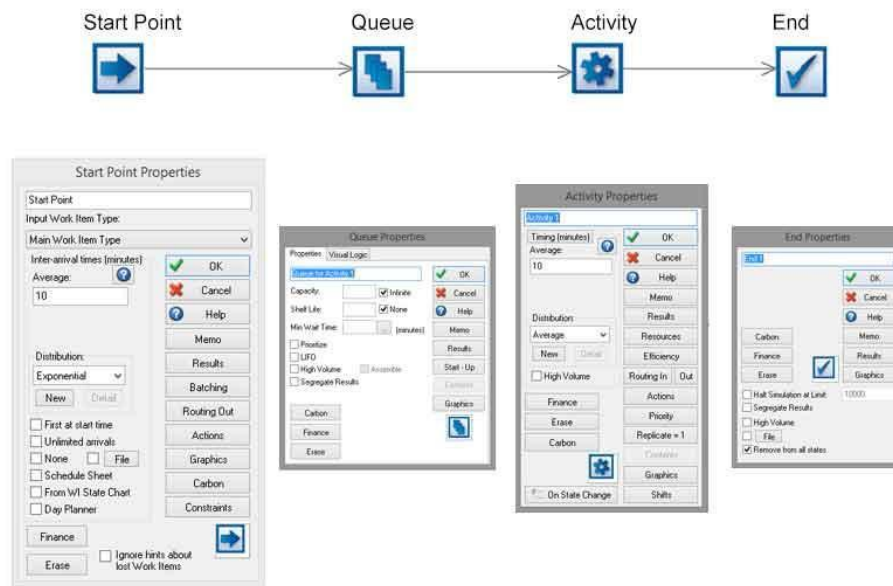 Start Point
Queue
Activity
End
Start Point Properties
Start Point
Input Work Item Type:
Main Work Item Type
Inter-arrival times (minutes)
Average:
10
Distribution:
Exponential
New
Detail
First at start time
Unlimited arrivals
None
File
Schedule Sheet
From WI State Chart
Day Planner
Finance
Erase
Ignore hints about
lost Work Items
OK
Cancel
Help
Memo
Results
Batching
Routing Out
Actions
Graphics
Carbon
Constraints
Queue Properties
Properties
Visual Logic
Queue for Activity 1
Capacity:
Infinite
Shelf Life:
None
Min Wait Time:
...
(minutes)
Prioritize
LIFO
High Volume
Assemble
Segregate Results
Carbon
Finance
Erase
OK
Cancel
Help
Memo
Results
Start - Up
Contents
Graphics
Activity Properties
Activity 1
Timing (minutes)
Average:
10
Distribution:
Average
New
Detail
High Volume
Finance
Erase
Carbon
On State Change
OK
Cancel
Help
Memo
Results
Resources
Efficiency
Routing In
Out
Actions
Priority
Replicate = 1
Contents
Graphics
Shifts
End Properties
End 1
OK
Cancel
Help
Memo
Results
Graphics
Carbon
Finance
Erase
Halt Simulation at Limit:
10000
Segregate Results
High Volume
File
Remove from all states